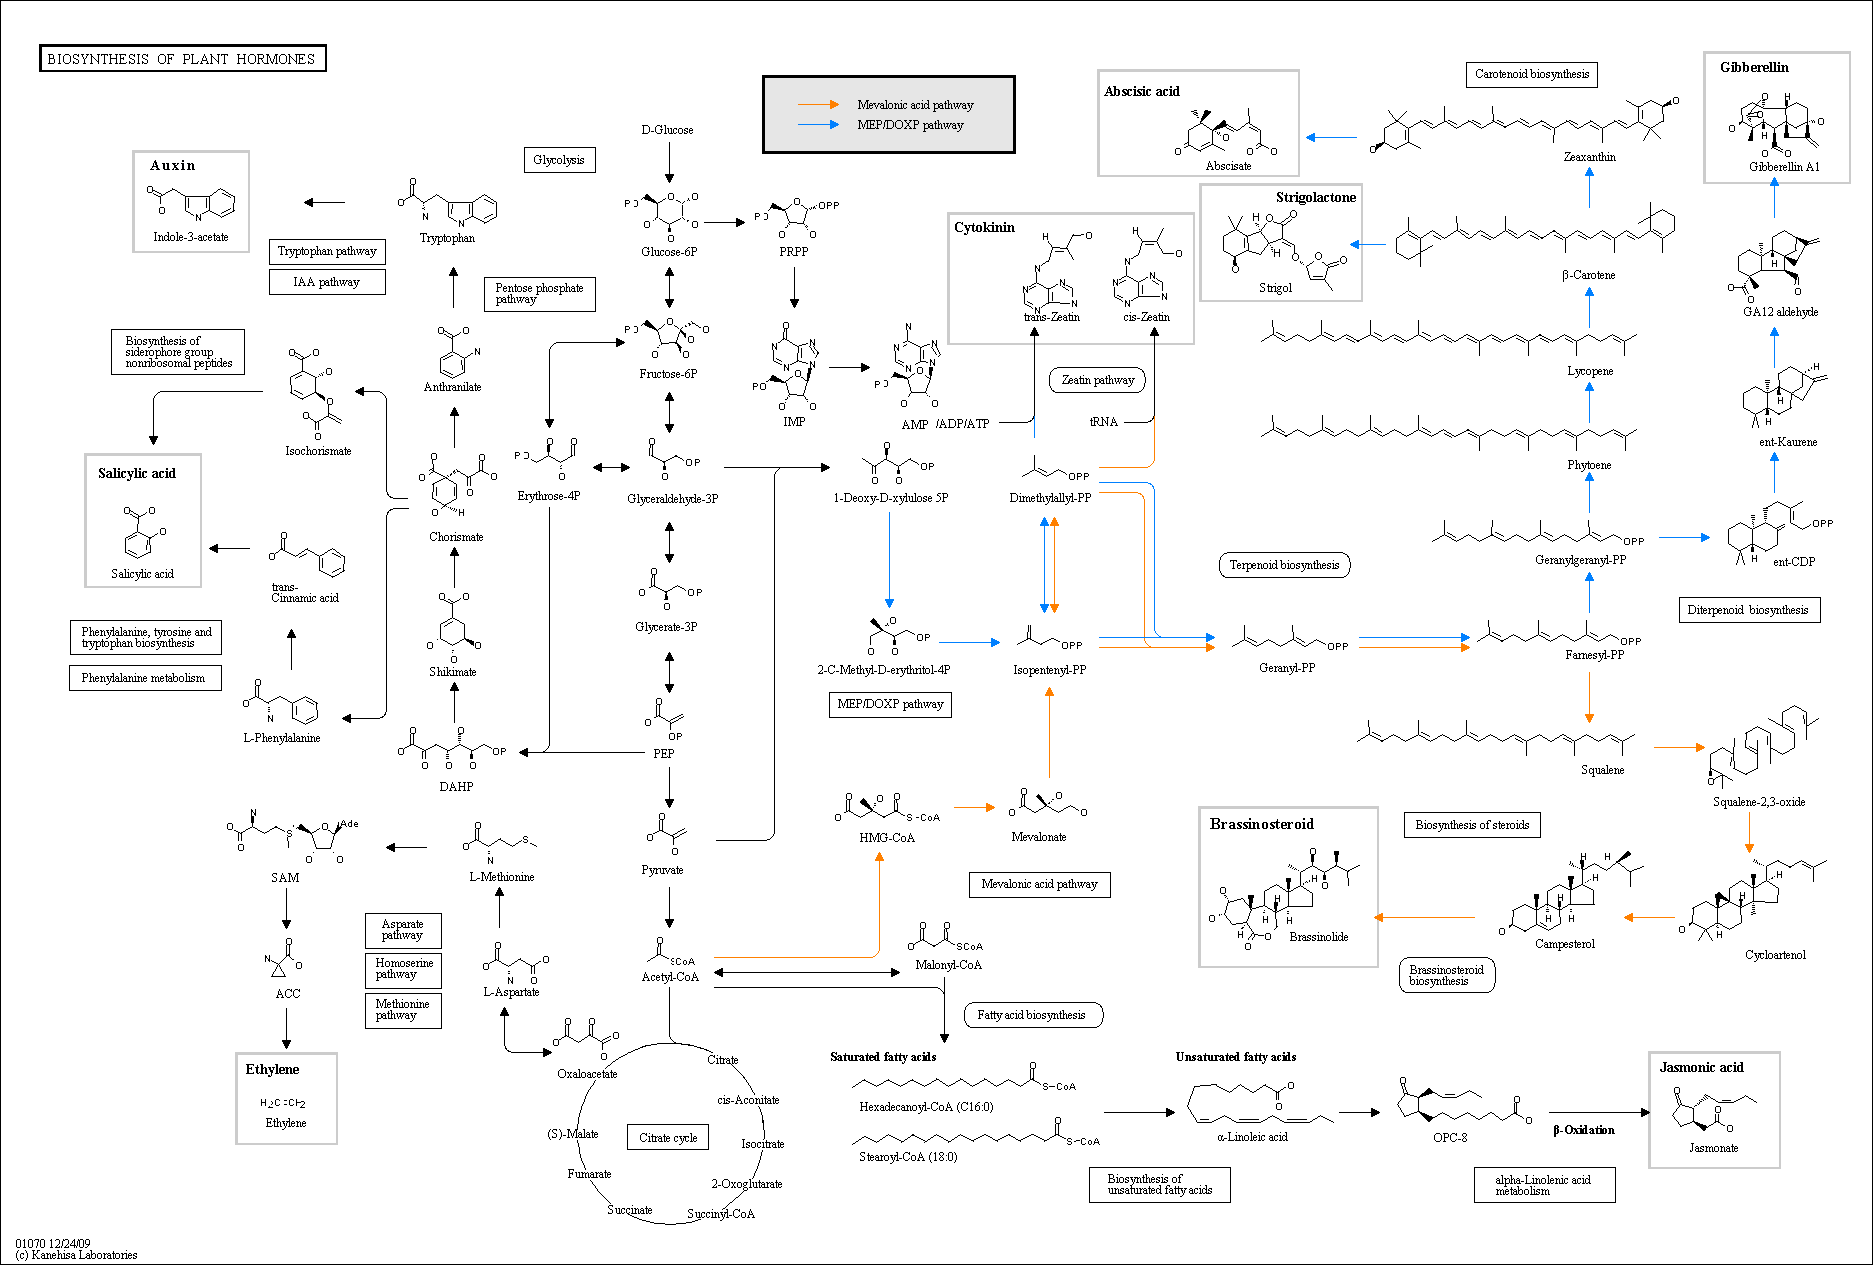 BIOSYNTHESIS OF PLANT HORMONES
Mevalonic acid pathway
MEP/DOXP pathway
Auxin
Indole-3-acetate
Tryptophan
Tryptophan pathway
IAA pathway
Glycolysis
D-Glucose
Glucose-6P
PRPP
Pentose phosphate
pathway
Fructose-6P
IMP
AMP /ADP/ATP
Anthranilate
Biosynthesis of
siderophore group
nonribosomal peptides
Isochorismate
Salicylic acid
Salicylic acid
Chorismate
trans-
Cinnamic acid
Phenylalanine, tyrosine and
tryptophan biosynthesis
Phenylalanine metabolism
L-Phenylalanine
Shikimate
DAHP
Erythrose-4P
Glyceraldehyde-3P
Glycerate-3P
PEP
Pyruvate
Acetyl-CoA
1-Deoxy-D-xylulose 5P
2-C-Methyl-D-erythritol-4P
MEP/DOXP pathway
HMG-CoA
Mevalonate
Mevalonic acid pathway
Malonyl-CoA
Fatty acid biosynthesis
Cytokinin
trans-Zeatin
cis-Zeatin
Zeatin pathway
tRNA
Dimethylallyl-PP
Isopentenyl-PP
Terpenoid biosynthesis
Geranyl-PP
Farnesyl-PP
Geranylgeranyl-PP
Phytoene
Lycopene
β-Carotene
Zeaxanthin
Carotenoid biosynthesis
Abscisic acid
Abscisate
Strigolactone
Strigol
Gibberellin
Gibberellin A1
GA12 aldehyde
ent-Kaurene
ent-CDP
Diterpenoid biosynthesis
Squalene
Squalene-2,3-oxide
Biosynthesis of steroids
Cycloartenol
Campesterol
Brassinosteroid
biosynthesis
Brassinosteroid
Brassinolide
SAM
L-Methionine
ACC
L-Aspartate
Asparate
pathway
Homoserine
pathway
Methionine
pathway
Ethylene
H2C=CH2
Ethylene
Oxaloacetate
Citrate
cis-Aconitate
Isocitrate
2-Oxoglutarate
Succinyl-CoA
Succinate
Fumarate
(S)-Malate
Citrate cycle
Saturated fatty acids
Hexadecanoyl-CoA (C16:0)
Stearoyl-CoA (18:0)
Unsaturated fatty acids
α-Linoleic acid
Biosynthesis of
unsaturated fatty acids
OPC-8
β-Oxidation
alpha-Linolenic acid
metabolism
Jasmonic acid
Jasmonate
01070 12/24/09
(c) Kanehisa Laboratories